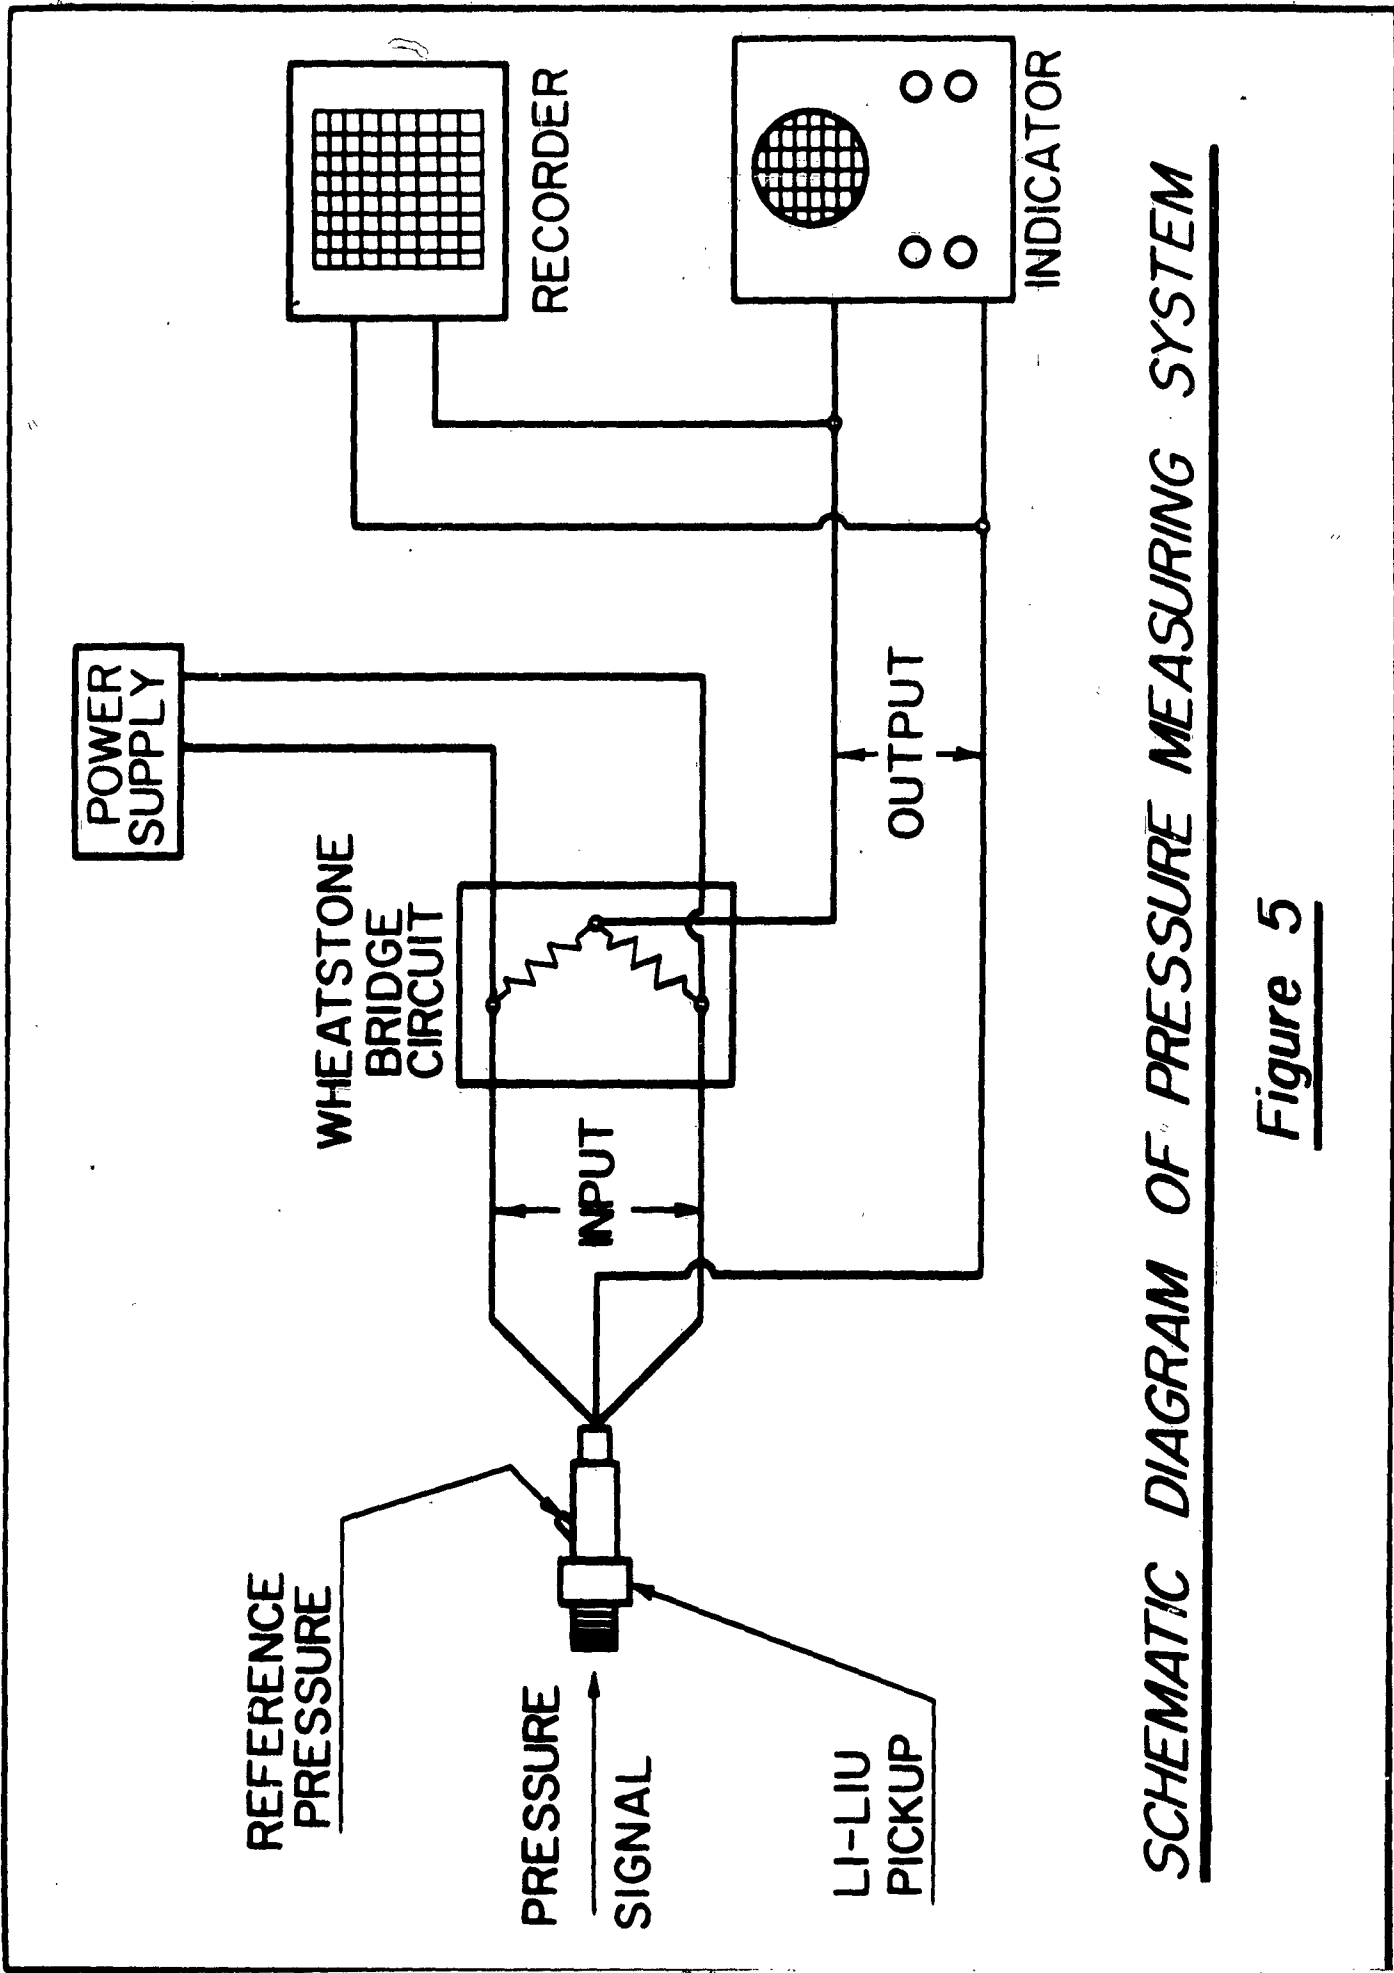 REFERENCE
PRESSURE
PRESSURE
SIGNAL
LI-LIU
PICKUP
INPUT
WHEATSTONE
BRIDGE
CIRCUIT
POWER
SUPPLY
OUTPUT
RECORDER
INDICATOR
SCHEMATIC DIAGRAM OF PRESSURE MEASURING SYSTEM
Figure 5